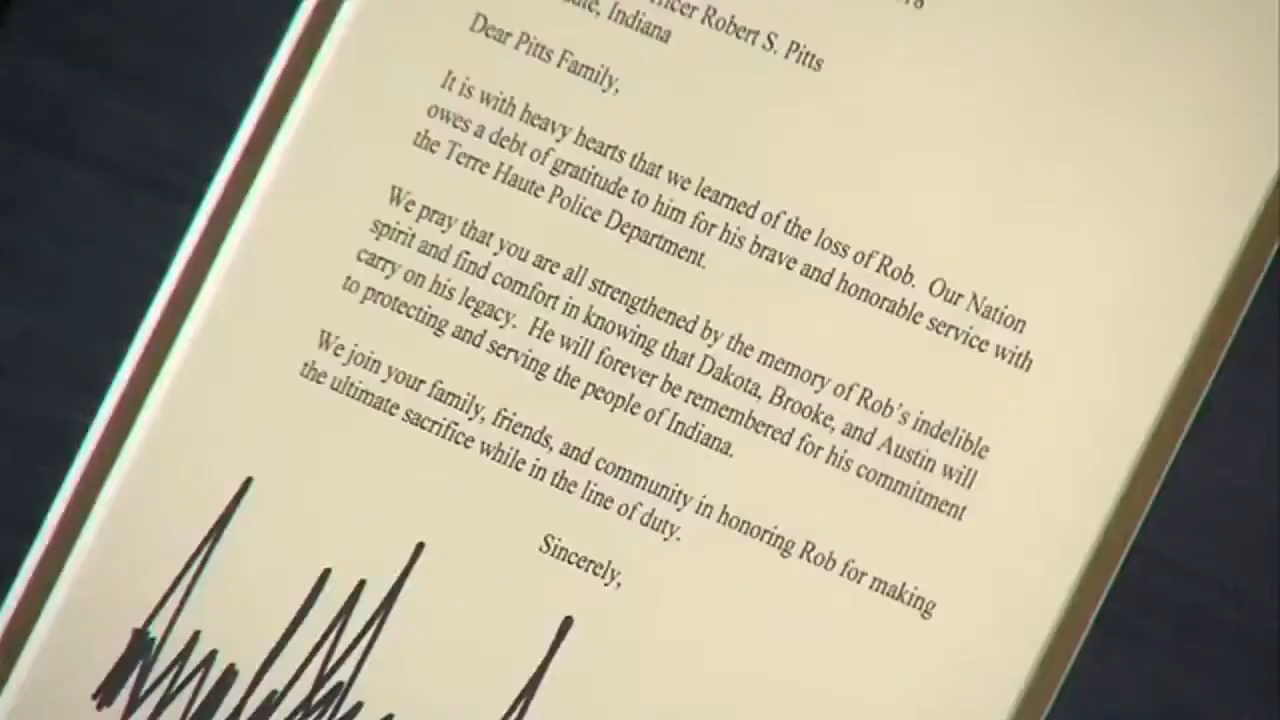 Robert S. Pitts
Indiana
Dear Pitts Family,
It is with heavy hearts that we learned of the loss of Rob. Our Nation
owes a debt of gratitude to him for his brave and honorable service with
the Terre Haute Police Department.
We pray that you are all strengthened by the memory of Rob's indelible
spirit and find comfort in knowing that Dakota, Brooke, and Austin will
carry on his legacy. He will forever be remembered for his commitment
to protecting and serving the people of Indiana.
We join your family, friends, and community in honoring Rob for making
the ultimate sacrifice while in the line of duty.
Sincerely,